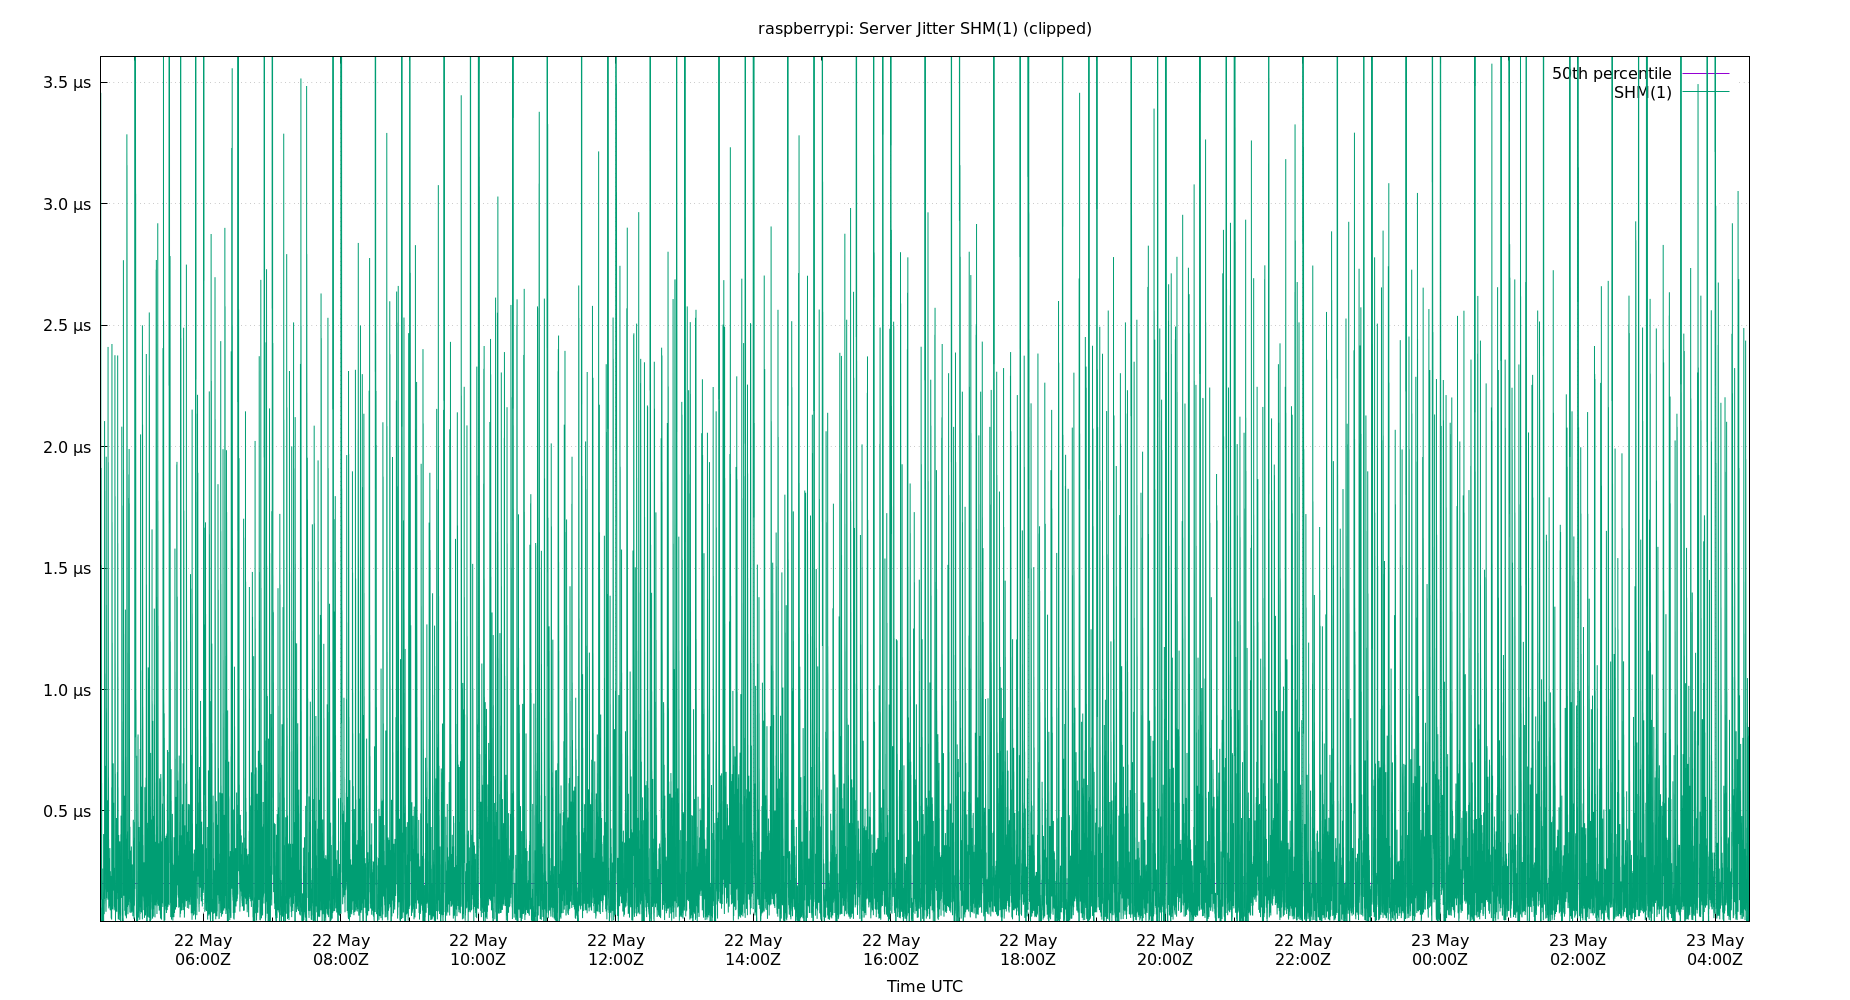 raspberrypi: Server Jitter SHM(1) (clipped)
50th percentile
SHM(1)
3.5 µs
3.0 µs
2.5 µs
2.0 µs
1.5 µs
1.0 µs
0.5 µs
22 May 22 May 22 May 22 May 22 May 22 May 22 May 22 May 22 May 23 May 23 May 23 May
06:00Z 08:00Z 10:00Z 12:00Z 14:00Z 16:00Z 18:00Z 20:00Z 22:00Z 00:00Z 02:00Z 04:00Z
Time UTC